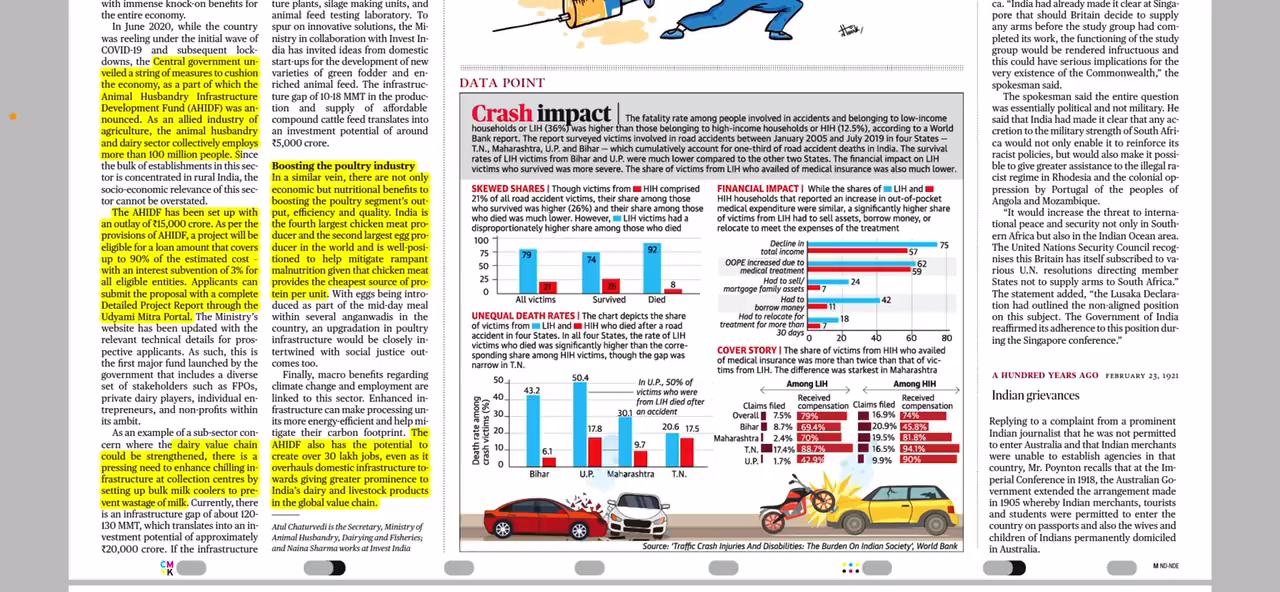 with immense knock-on benefits for
the entire economy.
In June 2020, while the country
was reeling under the initial wave of
COVID-19 and subsequent lock-
downs, the Central government un-
veiled a string of measures to cushion
the economy, as a part of which the
Animal Husbandry Infrastructure
Development Fund (AHIDF) was an-
nounced. As an allied industry of
agriculture, the animal husbandry
and dairy sector collectively employs
more than 100 million people. Since
the bulk of establishments in this sec-
tor is concentrated in rural India, the
socio-economic relevance of this sec-
tor cannot be overstated.
The AHIDF has been set up with
an outlay of ₹15,000 crore. As per the
provisions of AHIDF, a project will be
eligible for a loan that covers
up to 90% of the estimated cost -
with an interest subvention of 3% for
all eligible entities. Applicants can
submit the proposal with a complete
Detailed Project Report through the
Udyami Mitra Portal. The Ministry's
website has been updated with the
relevant technical details for pros-
pective applicants. As such, this is
the first major fund launched by the
government that includes a diverse
set of stakeholders such as FPOs,
private dairy players, individual en-
trepreneurs, and non-profits within
its ambit.
As an example of a sub-sector con-
cern where the dairy value chain
could be strengthened, there is a
pressing need to enhance chilling in-
frastructure at collection centres by
setting up bulk milk coolers to pre-
vent wastage of milk. Currently, there
is an infrastructure gap of about 120-
130 MMT, which translates into an in-
vestment potential of approximately
₹20,000 crore. If the infrastructure
ture plants, silage making units, and
animal feed testing laboratory. To
spur on innovative solutions, the Mi-
nistry in collaboration with Invest In-
dia has invited ideas from domestic
start-ups for the development of new
varieties of green fodder and en-
riched animal feed. The infrastruc-
ture gap of 10-18 MMT in the produc-
tion and supply of affordable
compound cattle feed translates into
an investment potential of around
₹5,000 crore.
Boosting the poultry industry
In a similar vein, there are not only
economic but nutritional benefits to
boosting the poultry segment's out-
put, efficiency and quality. India is
the fourth largest chicken meat pro-
ducer and the second largest egg pro-
ducer in the world and is well-posi-
tioned to help mitigate rampant
malnutrition given that chicken meat
provides the cheapest source of pro-
tein per unit. With eggs being intro-
duced as part of the mid-day meal
within several anganwadis in the
country, an upgradation in poultry
infrastructure would be closely in-
tertwined with social justice out-
comes too.
Finally, macro benefits regarding
climate change and employment are
linked to this sector. Enhanced in-
frastructure can make processing un-
its more energy-efficient and help mi-
tigate their carbon footprint. The
AHIDF also has the potential to
create over 30 lakh jobs, even as it
overhauls domestic infrastructure to-
wards giving greater prominence to
India's dairy and livestock products
in the global value chain.
Atul Chaturvedi is the Secretary, Ministry of
Animal Husbandry, Dairying and Fisheries;
and Naina Sharma works at Invest India
DATA POINT
Crash impact | The fatality rate among people involved in accidents and belonging to low-income
households or LIH (36%) was higher than those belonging to high-income households or HIH (12.5%), according to a World
Bank report. The report surveyed victims involved in road accidents between January 2005 and July 2019 in four States —
T.N., Maharashtra, U.P. and Bihar — which cumulatively account for one-third of road accident deaths in India. The survival
rates of LIH victims from Bihar and U.P. were much lower compared to the other two States. The financial impact on LIH
victims who survived was more severe. The share of victims from LIH who availed of medical insurance was also much lower.
SKEWED SHARES | Though victims from HIH comprised
21% of all road accident victims, their share among those
who survived was higher (26%) and their share among those
who died was much lower. However, LIH victims had a
disproportionately higher share among those who died
100
75
50
25
0
79
21
74
26
92
8
All victims
Survived
Died
UNEQUAL DEATH RATES | The chart depicts the share
of victims from LIH and HIH who died after a road
accident in four States. In all four States, the rate of LIH
victims who died was significantly higher than the corre-
sponding share among HIH victims, though the gap was
narrest in T.N.
Death rate among
crash victims (%)
50
40
30
20
10
0
43.2
6.1
50.4
17.8
30.1
9.7
20.6
17.5
In U.P., 50% of
victims who were
from LIH died after
an accident
Bihar
U.P.
Maharashtra
T.N.
FINANCIAL IMPACT | While the shares of LIH and
HIH households that reported an increase in out-of-pocket
medical expenditure were similar, a significantly higher
share of victims from LIH had to sell assets, borrow money, or
relocate to meet the expenses of the treatment
Decline in
total income
75
57
OOPE increased due to
medical treatment
62
59
Had to sell/
mortgage family assets
24
7
Had to
borrow money
42
11
Had to relocate for
treatment for more than
30 days
18
7
0
20
40
60
80
COVER STORY | The share of victims from HIH who availed
of medical insurance was more than twice that of vic-
tims from LIH. The difference was starkest in Maharashtra
Among LIH
Among HIH
Claims filed
Received
compensation
Claims filed
Received
compensation
Overall 7.5% 79% 16.9% 74%
Bihar 8.7% 69.4% 20.9% 45.8%
Maharashtra 2.4% 70% 19.5% 81.8%
T.N. 17.4% 88.7% 16.5% 94.1%
U.P. 1.7% 42.9% 9.9% 90%
Source: 'Traffic Crash Injuries And Disabilities: The Burden On Indian Society', World Bank
ca. "India had already made it clear at Singa-
pore that should Britain decide to supply
any arms before the study group had com-
pleted its work, the functioning of the study
group would be rendered infructuous and
this could have serious implications for the
very existence of the Commonwealth," the
spokesman said.
The spokesman said the entire question
was essentially political and not military. He
said that India had made it clear that any ac-
cretion to the military strength of South Afri-
ca would not only enable it to reinforce its
racist policies, but would also make it possi-
ble to give greater assistance to the illegal ra-
cist regime in Rhodesia and the colonial op-
pression by Portugal of the peoples of
Angola and Mozambique.
"It would increase the threat to interna-
tional peace and security not only in South-
ern Africa but also in the Indian Ocean area.
The United Nations Security Council recog-
nises this Britain has itself subscribed to va-
rious U.N. resolutions directing member
States not to supply arms to South Africa."
The statement added, "the Lusaka Declara-
tion had outlined the non-aligned position
on this subject. The Government of India
reaffirmed its adherence to this position dur-
ing the Singapore conference."
A HUNDRED YEARS AGO FEBRUARY 23, 1921
Indian grievances
Replying to a complaint from a prominent
Indian journalist that he was not permitted to
enter Australia and that Indian merchants
were unable to establish agencies in that
country, Mr. Poynton recalls that at the Im-
perial Conference in 1918, the Australian Go-
vernment extended the arrangement made
in 1905 whereby Indian merchants, tourists
and students were permitted to enter the
country on passports and also the wives and
children of Indians permanently domiciled
in Australia.
CM
YK
M ND-NDE